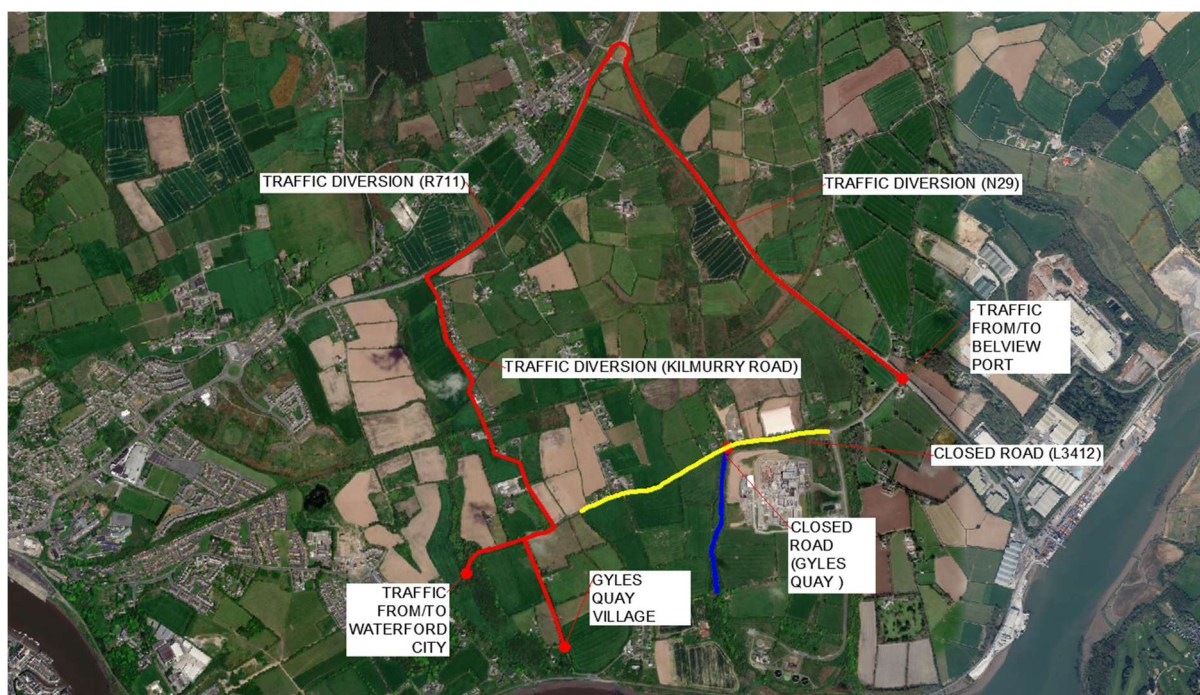 TRAFFIC DIVERSION (R711)
TRAFFIC DIVERSION (N29)
TRAFFIC
FROM/TO
BELVIEW
PORT
TRAFFIC DIVERSION (KILMURRY ROAD)
CLOSED ROAD (L3412)
CLOSED
ROAD
(GYLES
QUAY )
GYLES
QUAY
VILLAGE
TRAFFIC
FROM/TO
WATERFORD
CITY